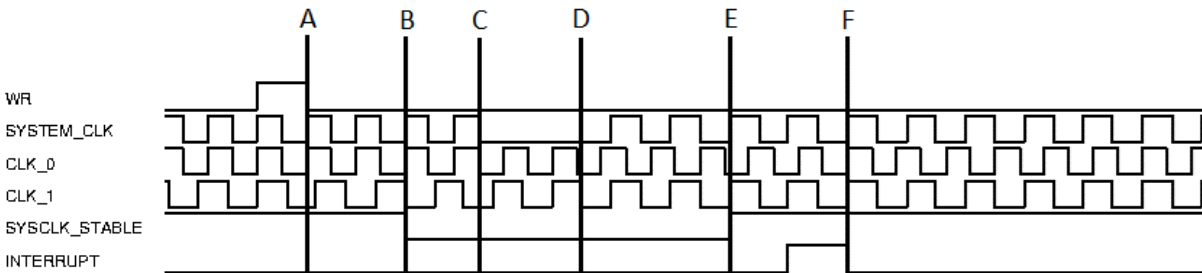 A B C D E F
WR
SYSTEM_CLK
CLK_0
CLK_1
SYSCLK_STABLE
INTERRUPT